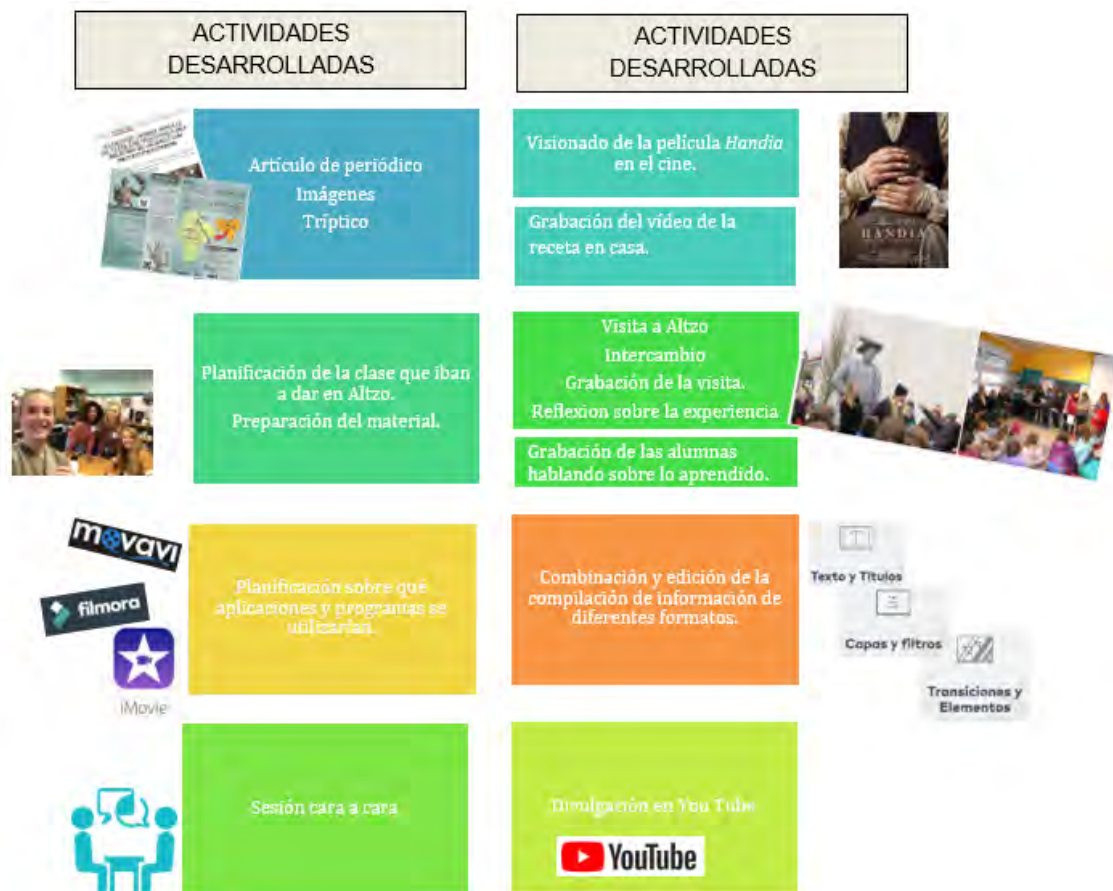 ACTIVIDADES
DESARROLLADAS
ACTIVIDADES
DESARROLLADAS
Artículo de periódico
Imágenes
Tríptico
Visionado de la película Handia
en el cine.
Grabación del vídeo de la
receta en casa.
HANDIA
Planificación de la clase que iban
a dar en Altzo.
Preparación del material.
Visita a Altzo
Intercambio
Grabación de la visita.
Reflexion sobre la experiencia
Grabación de las alumnas
hablando sobre lo aprendido.
movavi
filmora
iMovie
Planificación sobre qué
aplicaciones y programas se
utilizarían.
Combinación y edición de la
compilación de información de
diferentes formatos.
Texto y Títulos
Capas y filtros
Transiciones y
Elementos
Sesión cara a cara
Divulgación en You Tube
YouTube